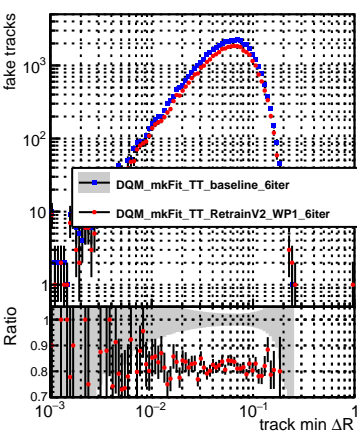 fake tracks
10³
10²
10
1
DQM_mkFit_TT_baseline_6iter
DQM_mkFit_TT_RetrainV2_WP1_6iter
Ratio
1
0.9
0.8
0.7
10⁻³
10⁻²
10⁻¹
1
track min ΔR